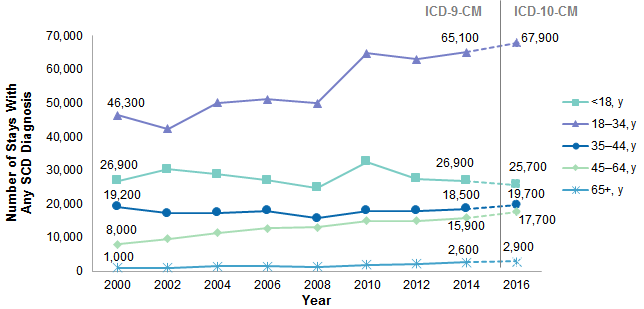 ICD-9-CM ICD-10-CM
70,000
60,000
50,000
40,000
30,000
20,000
10,000
0
Number of Stays With
Any SCD Diagnosis
65,100 67,900
46,300
26,900 26,900 25,700
19,200 18,500 19,700
8,000 15,900 17,700
1,000 2,600 2,900
2000 2002 2004 2006 2008 2010 2012 2014 2016
Year
<18, y
18–34, y
35–44, y
45–64, y
65+, y